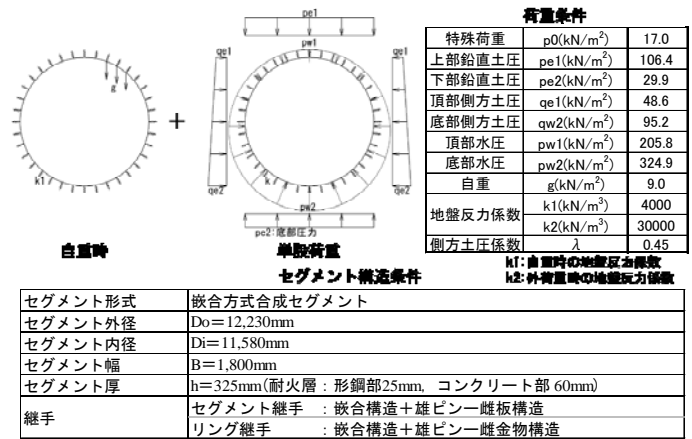 荷重条件
pe1
pw1
qe1
qe1
g
+
k1
k
pw2
qe2
qe2
pe2:底部圧力
自重時
単設荷重
特殊荷重 p0(kN/m²) 17.0
上部鉛直土圧 pe1(kN/m²) 106.4
下部鉛直土圧 pe2(kN/m²) 29.9
頂部側方土圧 qe1(kN/m²) 48.6
底部側方土圧 qw2(kN/m²) 95.2
頂部水圧 pw1(kN/m²) 205.8
底部水圧 pw2(kN/m²) 324.9
自重 g(kN/m²) 9.0
地盤反力係数 k1(kN/m³) 4000
k2(kN/m³) 30000
側方土圧係数 λ 0.45
k1:自重時の地盤反力係数
k2:外荷重時の地盤反力係数
セグメント構造条件
セグメント形式 嵌合方式合成セグメント
セグメント外径 Do=12,230mm
セグメント内径 Di=11,580mm
セグメント幅 B=1,800mm
セグメント厚 h=325mm(耐火層:形鋼部25mm, コンクリート部 60mm)
継手 セグメント継手 :嵌合構造+雄ピン―雌板構造
リング継手 :嵌合構造+雄ピン―雌金物構造